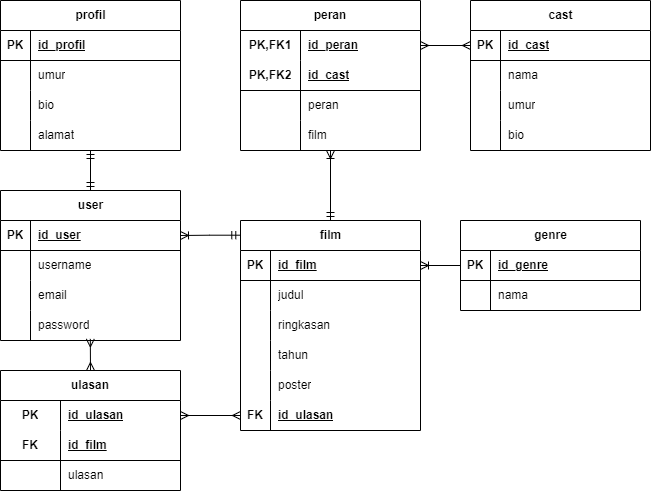 profil
PK id_profil
umur
bio
alamat
peran
PK,FK1 id_peran
PK,FK2 id_cast
peran
film
cast
PK id_cast
nama
umur
bio
user
PK id_user
username
email
password
film
PK id_film
judul
ringkasan
tahun
poster
FK id_ulasan
genre
PK id_genre
nama
ulasan
PK id_ulasan
FK id_film
ulasan